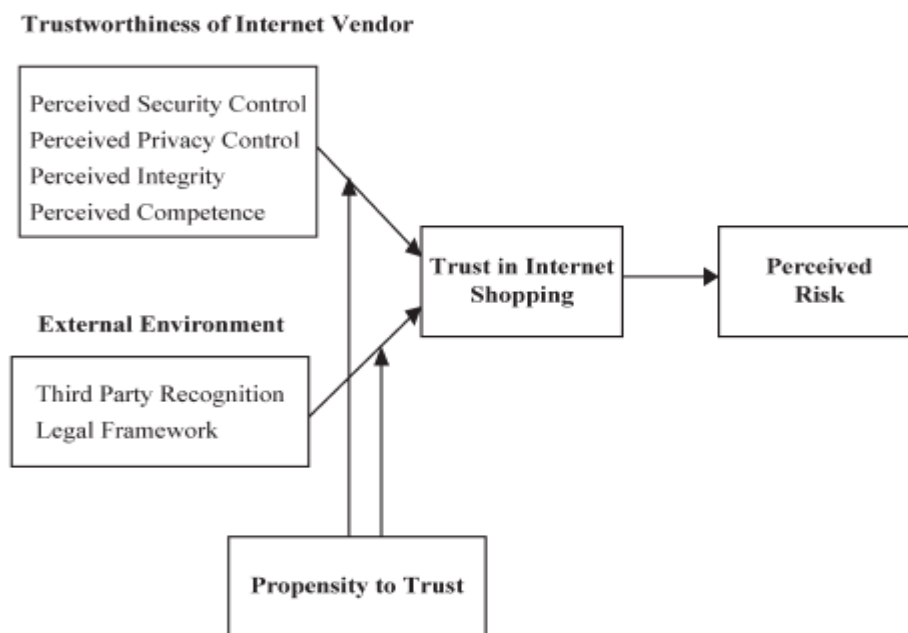 Trustworthiness of Internet Vendor
Perceived Security Control
Perceived Privacy Control
Perceived Integrity
Perceived Competence
Trust in Internet
Shopping
Perceived
Risk
External Environment
Third Party Recognition
Legal Framework
Propensity to Trust